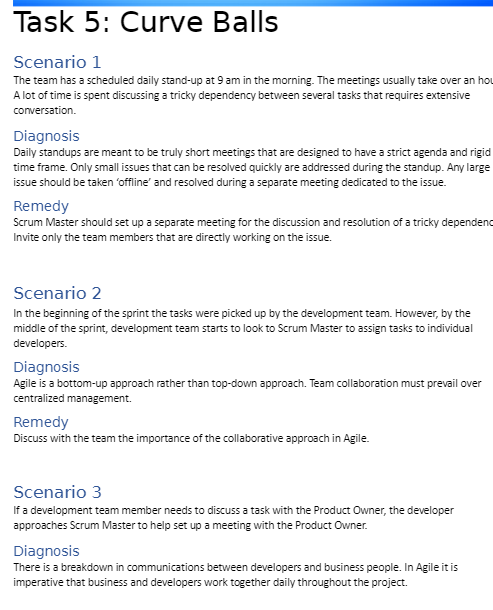 Task 5: Curve Balls
Scenario 1
The team has a scheduled daily stand-up at 9 am in the morning. The meetings usually take over an hou
A lot of time is spent discussing a tricky dependency between several tasks that requires extensive
conversation.
Diagnosis
Daily standups are meant to be truly short meetings that are designed to have a strict agenda and rigid
time frame. Only small issues that can be resolved quickly are addressed during the standup. Any large
issue should be taken ‘offline’ and resolved during a separate meeting dedicated to the issue.
Remedy
Scrum Master should set up a separate meeting for the discussion and resolution of a tricky dependenc
Invite only the team members that are directly working on the issue.
Scenario 2
In the beginning of the sprint the tasks were picked up by the development team. However, by the
middle of the sprint, development team starts to look to Scrum Master to assign tasks to individual
developers.
Diagnosis
Agile is a bottom-up approach rather than top-down approach. Team collaboration must prevail over
centralized management.
Remedy
Discuss with the team the importance of the collaborative approach in Agile.
Scenario 3
If a development team member needs to discuss a task with the Product Owner, the developer
approaches Scrum Master to help set up a meeting with the Product Owner.
Diagnosis
There is a breakdown in communications between developers and business people. In Agile it is
imperative that business and developers work together daily throughout the project.